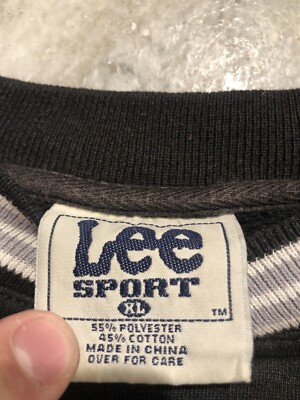 Lee
SPORT
XL
TM
55% POLYESTER
45% COTTON
MADE IN CHINA
OVER FOR CARE